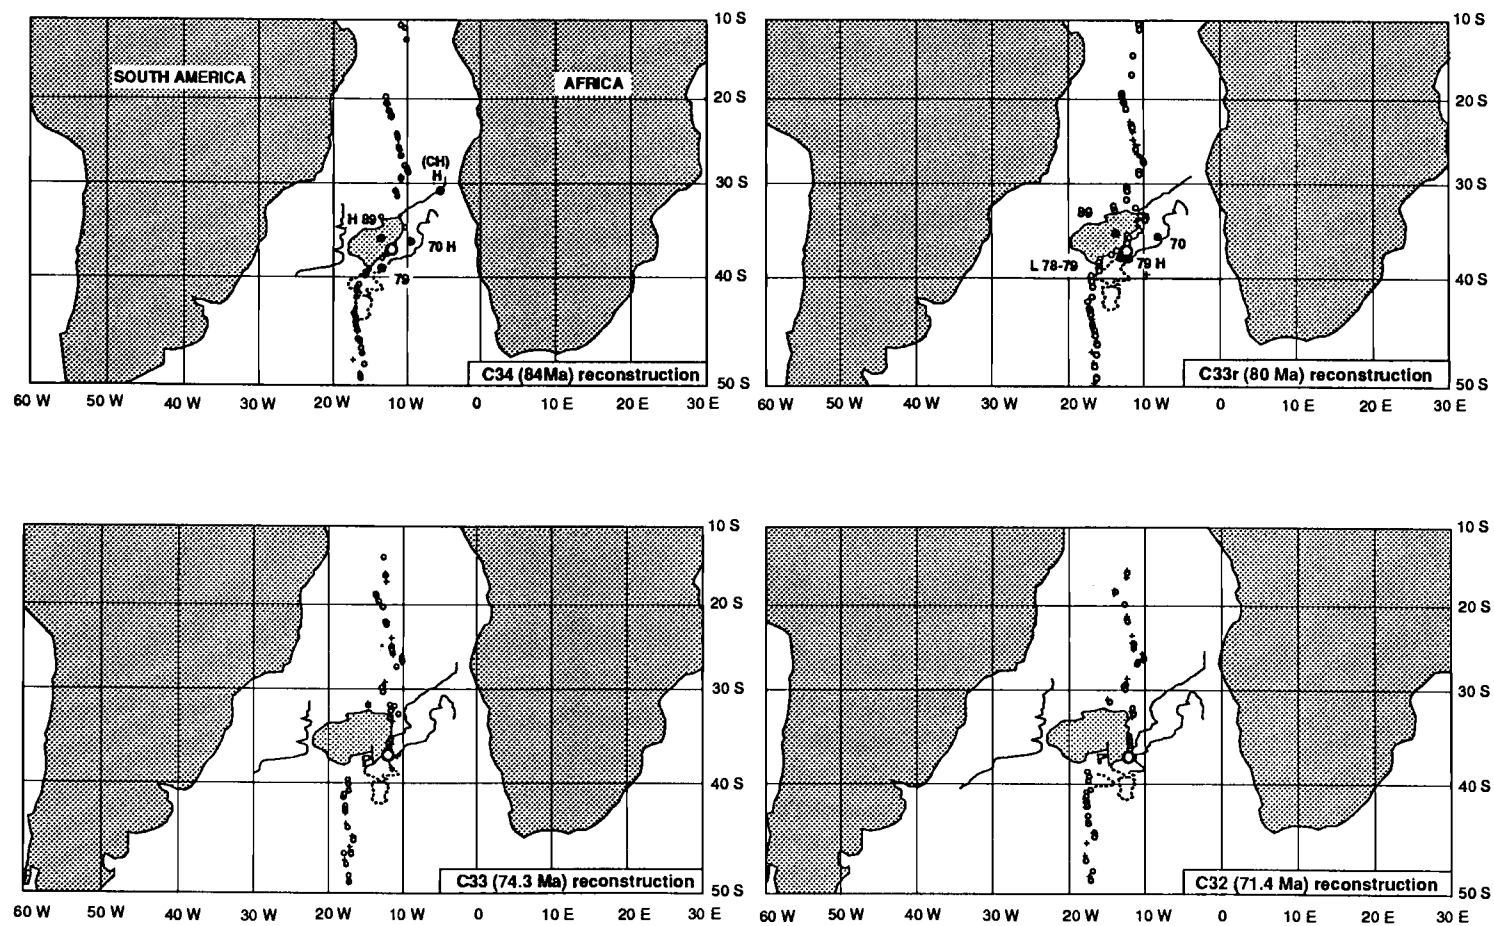 10 S
SOUTH AMERICA
AFRICA
20 S
(CH)
H
30 S
H 89
70 H
79
40 S
C34 (84Ma) reconstruction
50 S
60 W 50 W 40 W 30 W 20 W 10 W 0 10 E 20 E 30 E
10 S
20 S
30 S
89
70
L 78-79
79 H
40 S
C33r (80 Ma) reconstruction
50 S
60 W 50 W 40 W 30 W 20 W 10 W 0 10 E 20 E 30 E
10 S
20 S
30 S
40 S
C33 (74.3 Ma) reconstruction
50 S
60 W 50 W 40 W 30 W 20 W 10 W 0 10 E 20 E 30 E
10 S
20 S
30 S
40 S
C32 (71.4 Ma) reconstruction
50 S
60 W 50 W 40 W 30 W 20 W 10 W 0 10 E 20 E 30 E